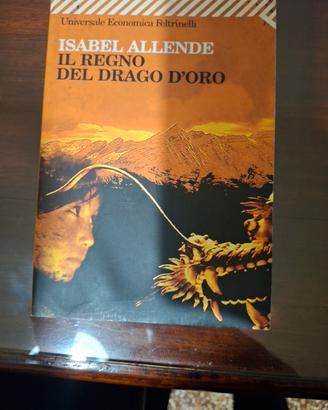 Universale Economica Feltrinelli
ISABEL ALLENDE
IL REGNO
DEL DRAGO D'ORO